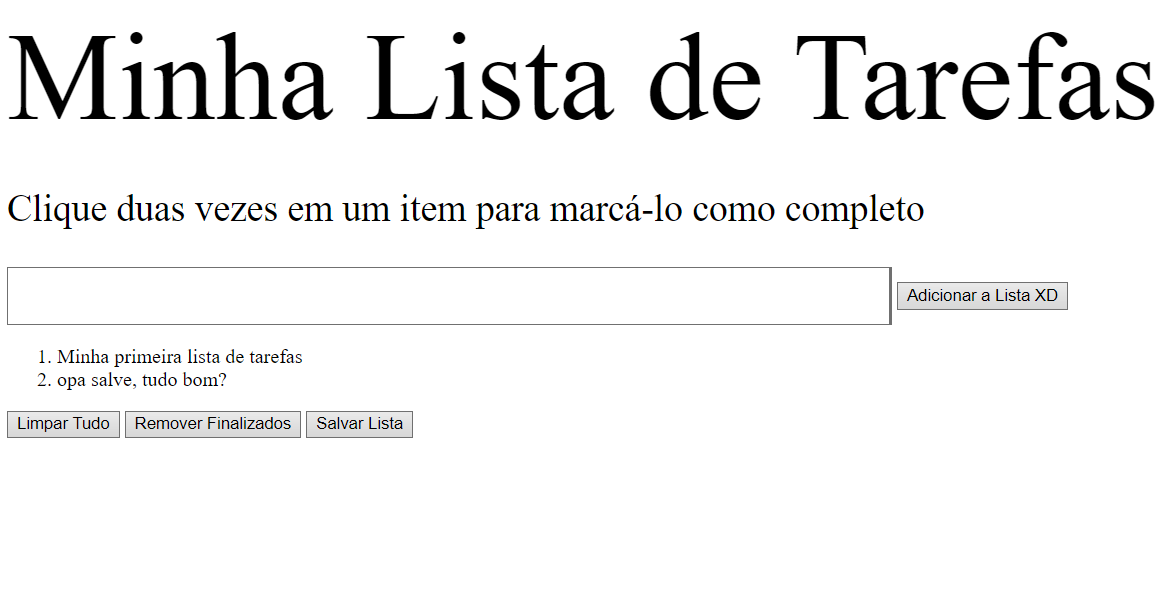 Minha Lista de Tarefas
Clique duas vezes em um item para marcá-lo como completo
Adicionar a Lista XD
1. Minha primeira lista de tarefas
2. opa salve, tudo bom?
Limpar Tudo Remover Finalizados Salvar Lista